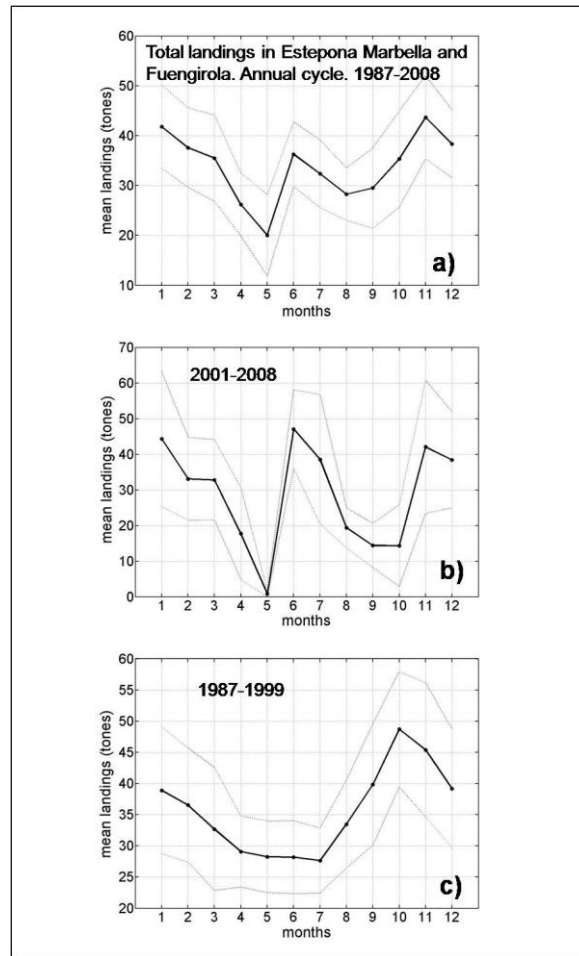 Total landings in Estepona Marbella and
Fuengirola. Annual cycle. 1987-2008
60
50
40
30
20
10
mean landings (tones)
a)
1 2 3 4 5 6 7 8 9 10 11 12
months
2001-2008
70
60
50
40
30
20
10
0
mean landings (tones)
b)
1 2 3 4 5 6 7 8 9 10 11 12
months
1987-1999
60
55
50
45
40
35
30
25
20
mean landings (tones)
c)
1 2 3 4 5 6 7 8 9 10 11 12
months